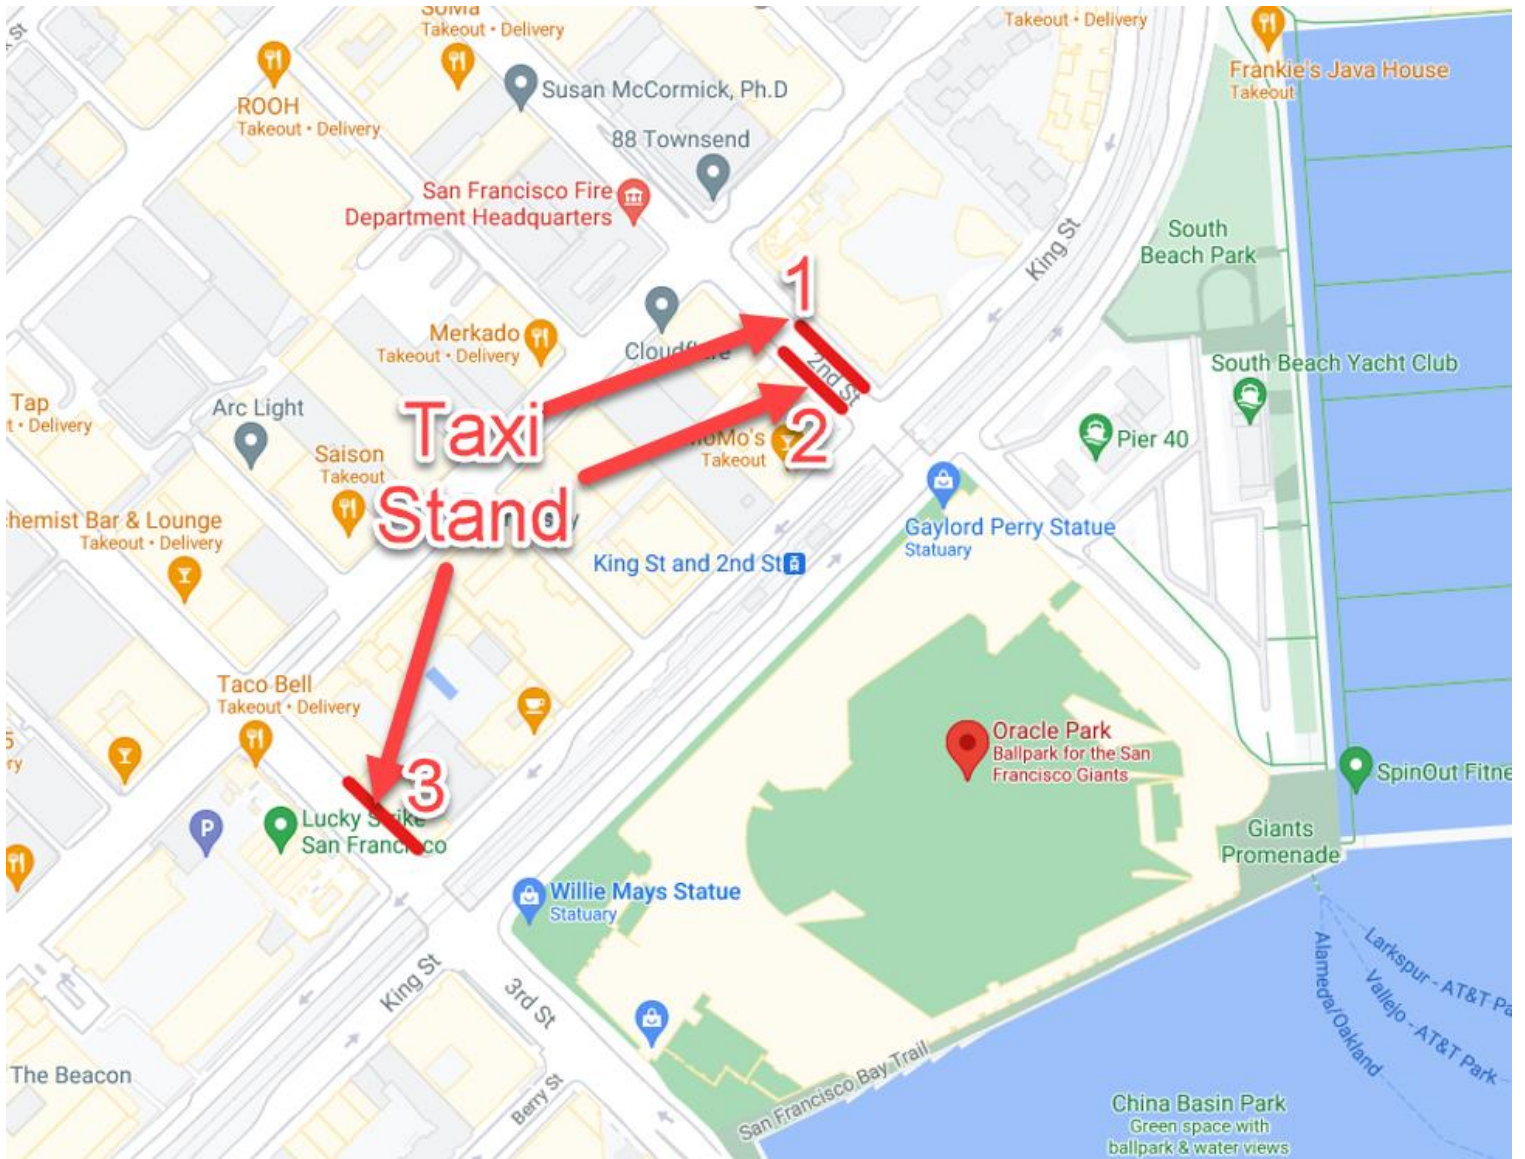 SoMa
Takeout • Delivery
Takeout • Delivery
ROOH
Takeout • Delivery
Susan McCormick, Ph.D
Frankie's Java House
Takeout
88 Townsend
San Francisco Fire
Department Headquarters
South
Beach Park
King St
1
Merkado
Takeout • Delivery
Cloudflare
2nd St
South Beach Yacht Club
Tap
t • Delivery
Arc Light
Taxi
Stand
2
MoMo's
Takeout
Pier 40
Saison
Takeout
hemist Bar & Lounge
Takeout • Delivery
Gaylord Perry Statue
Statuary
King St and 2nd St
Taco Bell
Takeout • Delivery
5
ry
Oracle Park
Ballpark for the San
Francisco Giants
SpinOut Fitne
3
P
Lucky Strike
San Francisco
Giants
Promenade
Willie Mays Statue
Statuary
King St
3rd St
Larkspur - AT&T Pa
Vallejo - AT&T Park
Alameda/Oakland
San Francisco Bay Trail
The Beacon
Berry St
China Basin Park
Green space with
ballpark & water views